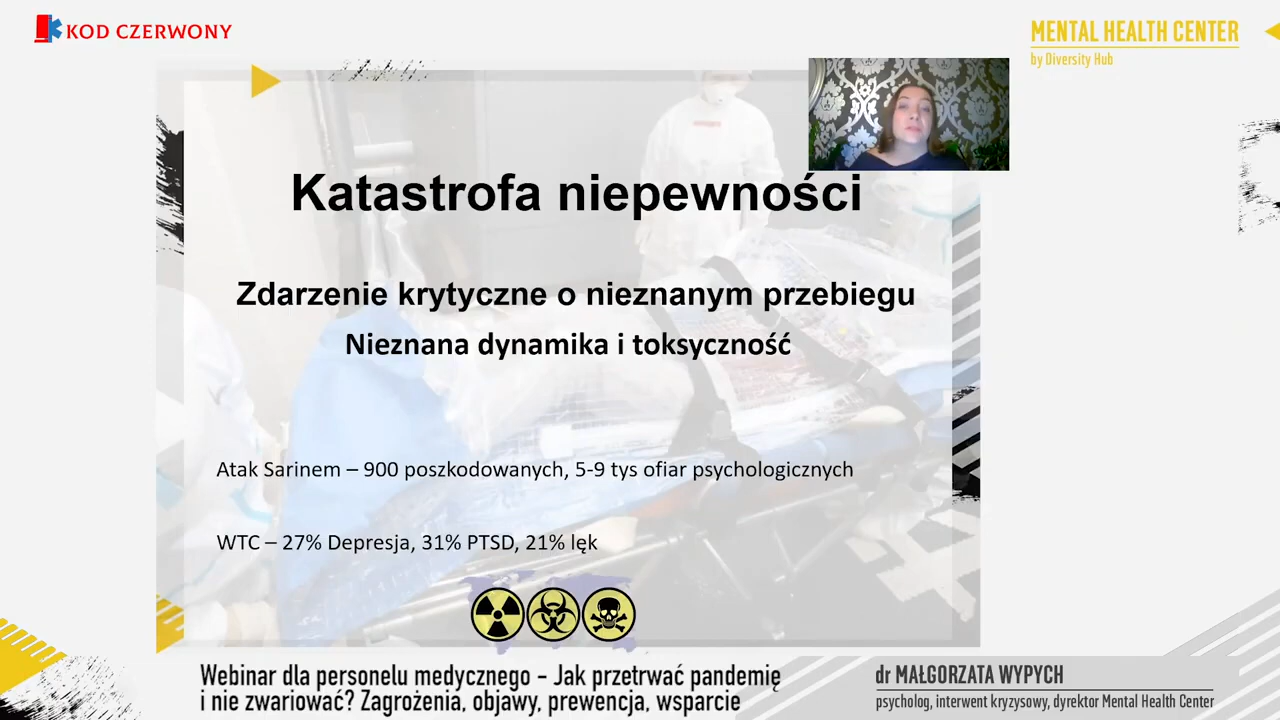 KOD CZERWONY
MENTAL HEALTH CENTER
by Diversity Hub
Katastrofa niepewności
Zdarzenie krytyczne o nieznanym przebiegu
Nieznana dynamika i toksyczność
Atak Sarinem – 900 poszkodowanych, 5-9 tys ofiar psychologicznych
WTC – 27% Depresja, 31% PTSD, 21% lęk
Webinar dla personelu medycznego – Jak przetrwać pandemię
i nie zwariować? Zagrożenia, objawy, prewencja, wsparcie
dr MAŁGORZATA WYPYCH
psycholog, interwent kryzysowy, dyrektor Mental Health Center